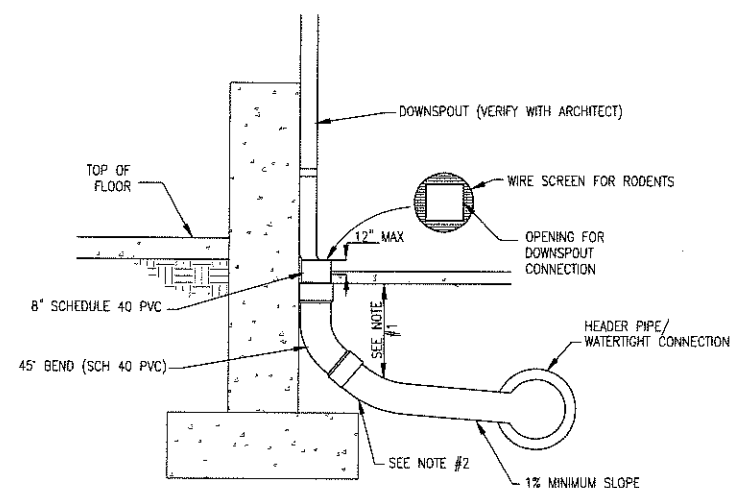 DOWNSPOUT (VERIFY WITH ARCHITECT)
TOP OF
FLOOR
WIRE SCREEN FOR RODENTS
12" MAX
OPENING FOR
DOWNSPOUT
CONNECTION
8" SCHEDULE 40 PVC
SEE NOTE
#1
HEADER PIPE/
WATERTIGHT CONNECTION
45° BEND (SCH 40 PVC)
SEE NOTE #2
1% MINIMUM SLOPE